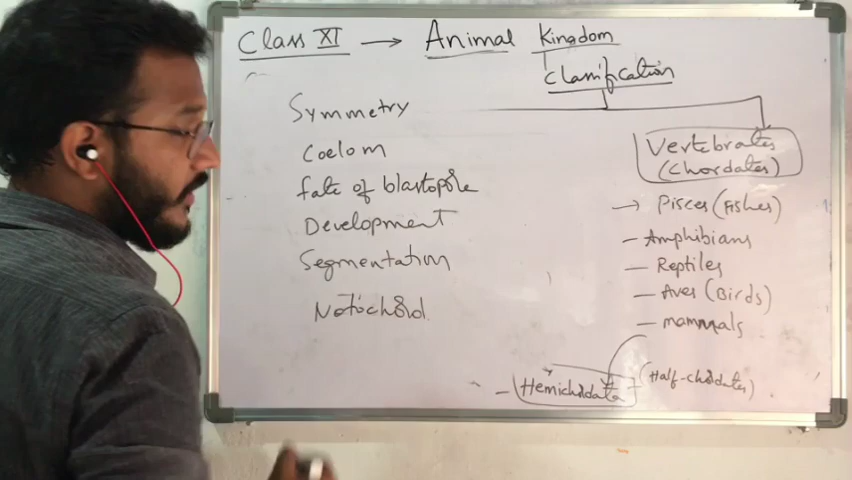 Class XI → Animal Kingdom
Classification
Symmetry
Coelom
Fate of blastopore
Development
Segmentation
Notochord
Vertebrates
(Chordates)
→ Pisces (Fishes)
- Amphibians
- Reptiles
- Aves (Birds)
- mammals
- Hemichordata - (Half-chordates)